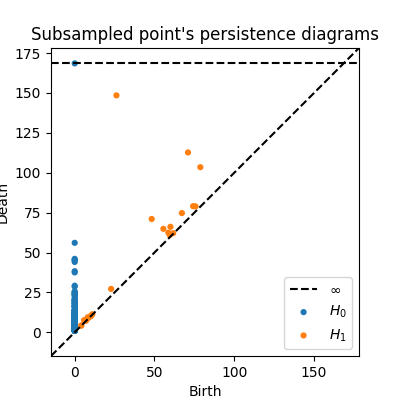 Subsampled point's persistence diagrams
175
150
125
100
75
50
25
0
Death
∞
H₀
H₁
0
50
100
150
Birth